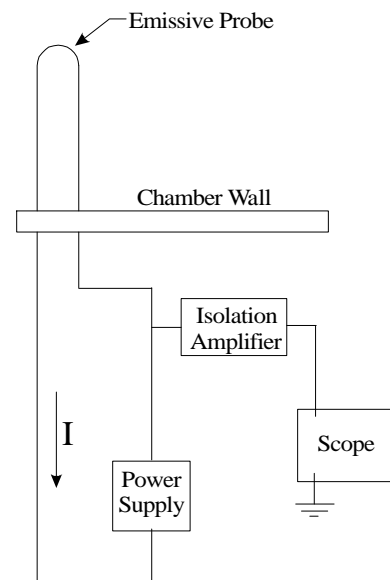 Emissive Probe
Chamber Wall
Isolation
Amplifier
I
Scope
Power
Supply